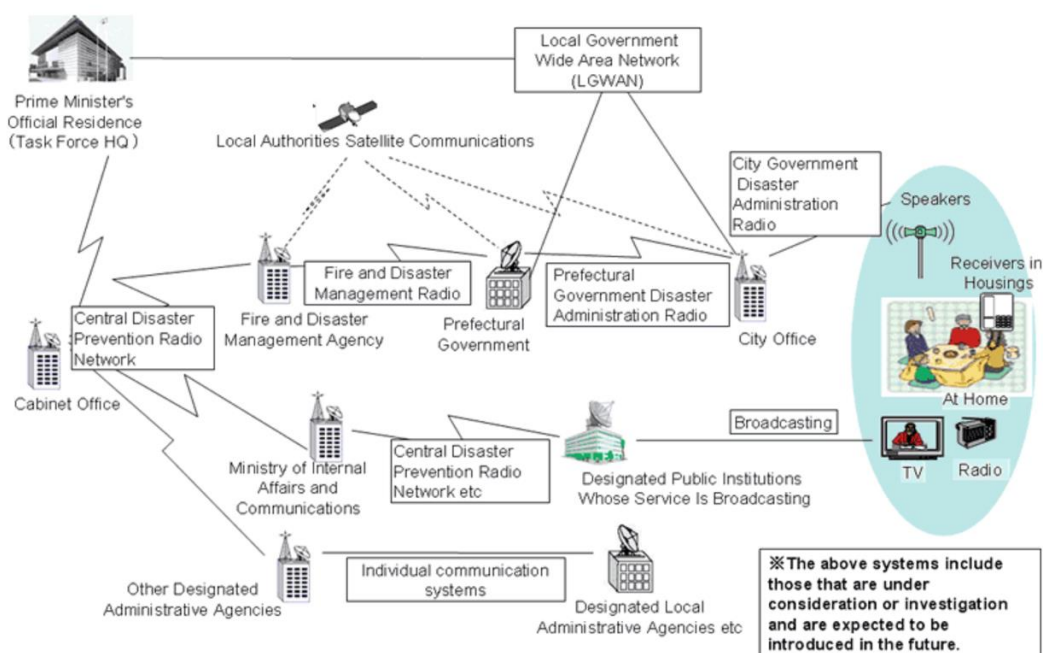 Local Government
Wide Area Network
(LGWAN)
Prime Minister's
Official Residence
(Task Force HQ )
Local Authorities Satellite Communications
City Government
Disaster
Administration
Radio
Speakers
Receivers in
Housings
Fire and Disaster
Management Radio
Prefectural
Government Disaster
Administration Radio
Central Disaster
Prevention Radio
Network
Fire and Disaster
Management Agency
Prefectural
Government
City Office
Cabinet Office
At Home
Broadcasting
Ministry of Internal
Affairs and
Communications
Central Disaster
Prevention Radio
Network etc
Designated Public Institutions
Whose Service Is Broadcasting
TV
Radio
Other Designated
Administrative Agencies
Individual communication
systems
Designated Local
Administrative Agencies etc
※The above systems include
those that are under
consideration or investigation
and are expected to be
introduced in the future.